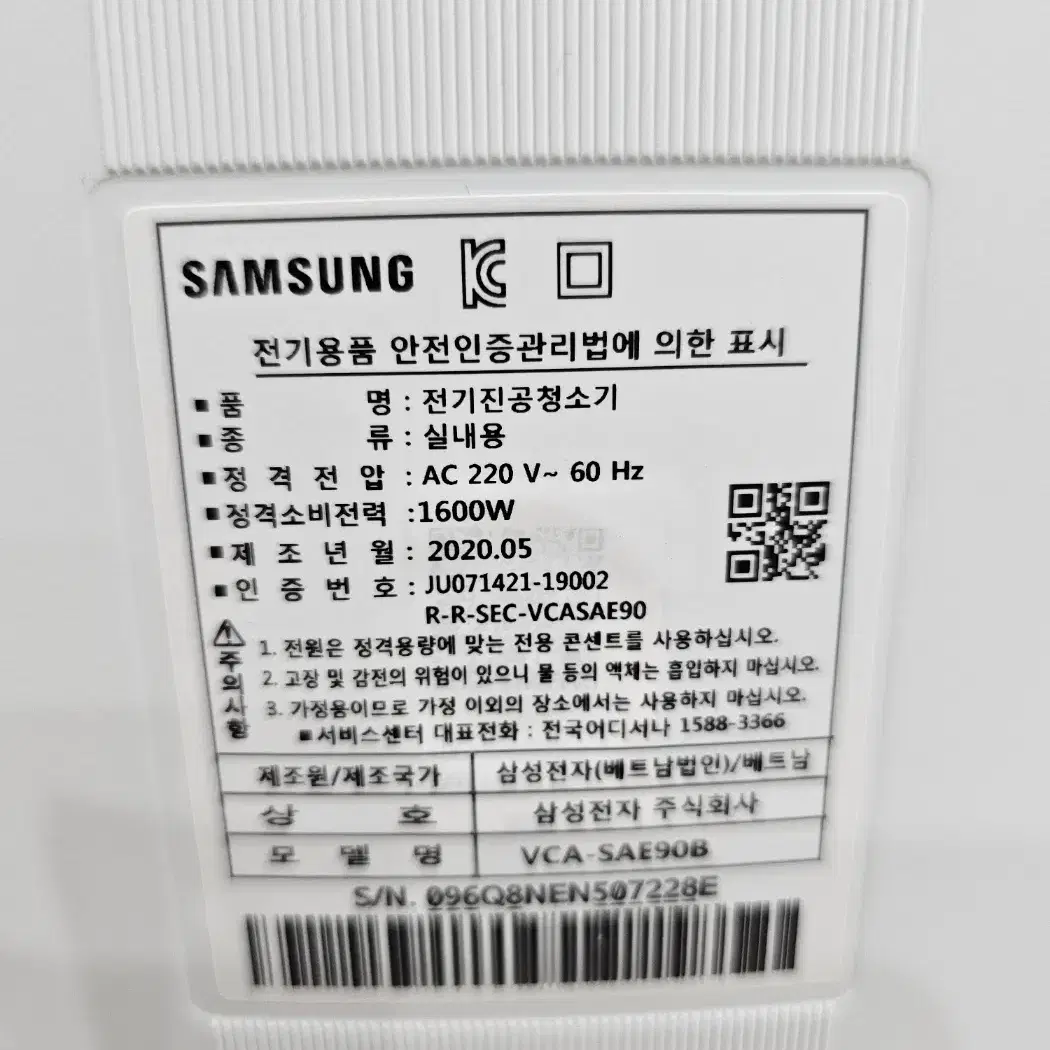 SAMSUNG
전기용품 안전인증관리법에 의한 표시
■ 품 명 : 전기진공청소기
■ 종 류 : 실내용
■ 정 격 전 압 : AC 220 V~ 60 Hz
■ 정격소비전력 :1600W
■ 제 조 년 월 : 2020.05
■ 인 증 번 호 : JU071421-19002
R-R-SEC-VCASAE90
주의사항
1. 전원은 정격용량에 맞는 전용 콘센트를 사용하십시오.
2. 고장 및 감전의 위험이 있으니 물 등의 액체는 흡입하지 마십시오.
3. 가정용이므로 가정 이외의 장소에서는 사용하지 마십시오.
■서비스센터 대표전화 : 전국어디서나 1588-3366
제조원/제조국가 삼성전자(베트남법인)/베트남
상 호 삼성전자 주식회사
모 델 명 VCA-SAE90B
S/N. 096Q8NEN507228E